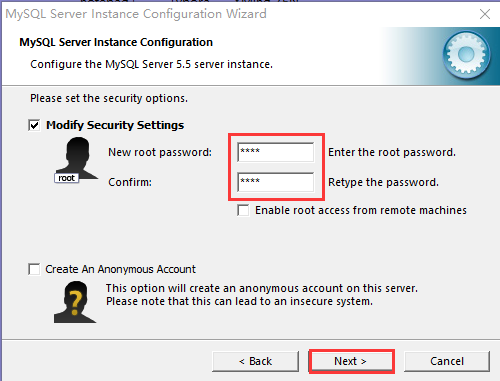 MySQL Server Instance Configuration Wizard
MySQL Server Instance Configuration
Configure the MySQL Server 5.5 server instance.
Please set the security options.
Modify Security Settings
New root password: **** Enter the root password.
Confirm: **** Retype the password.
root
Enable root access from remote machines
Create An Anonymous Account
This option will create an anonymous account on this server.
Please note that this can lead to an insecure system.
< Back Next > Cancel